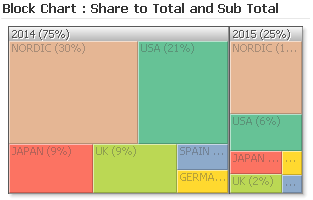 Block Chart : Share to Total and Sub Total
2014 (75%)
NORDIC (30%)
USA (21%)
JAPAN (9%)
UK (9%)
SPAIN ...
GERMA...
2015 (25%)
NORDIC (1...
USA (6%)
JAPAN ...
...
UK (2%)
...